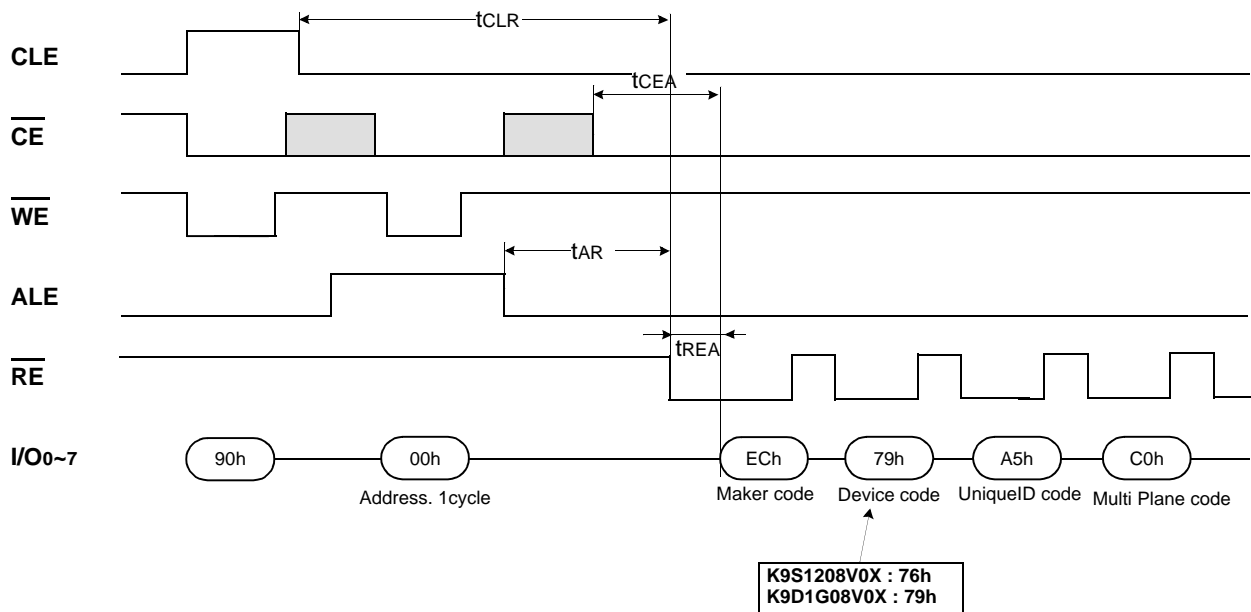 tCLR
CLE
tCEA
CE
WE
tAR
ALE
tREA
RE
I/O0~7
90h
00h
ECh
79h
A5h
C0h
Address. 1cycle
Maker code
Device code
UniqueID code
Multi Plane code
K9S1208V0X : 76h
K9D1G08V0X : 79h